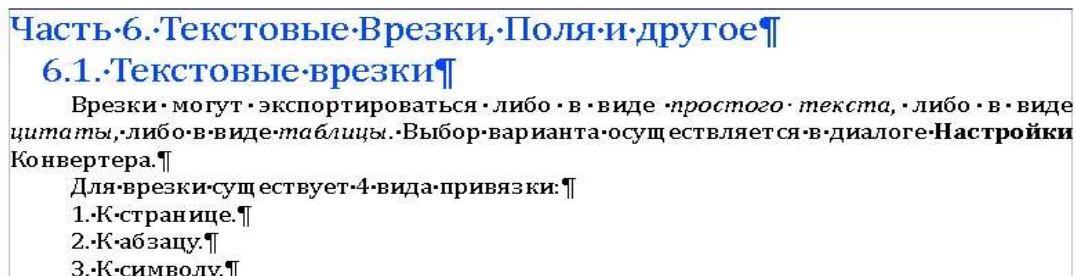 Часть 6. Текстовые Врезки, Поля и другое¶
6.1. Текстовые врезки¶
Врезки могут экспортироваться либо в виде простого текста, либо в виде
цитаты, либо в виде таблицы. Выбор варианта осуществляется в диалоге Настройки
Конвертера.¶
Для врезки существует 4 вида привязки:¶
1. К странице.¶
2. К абзацу.¶
3. К символу.¶